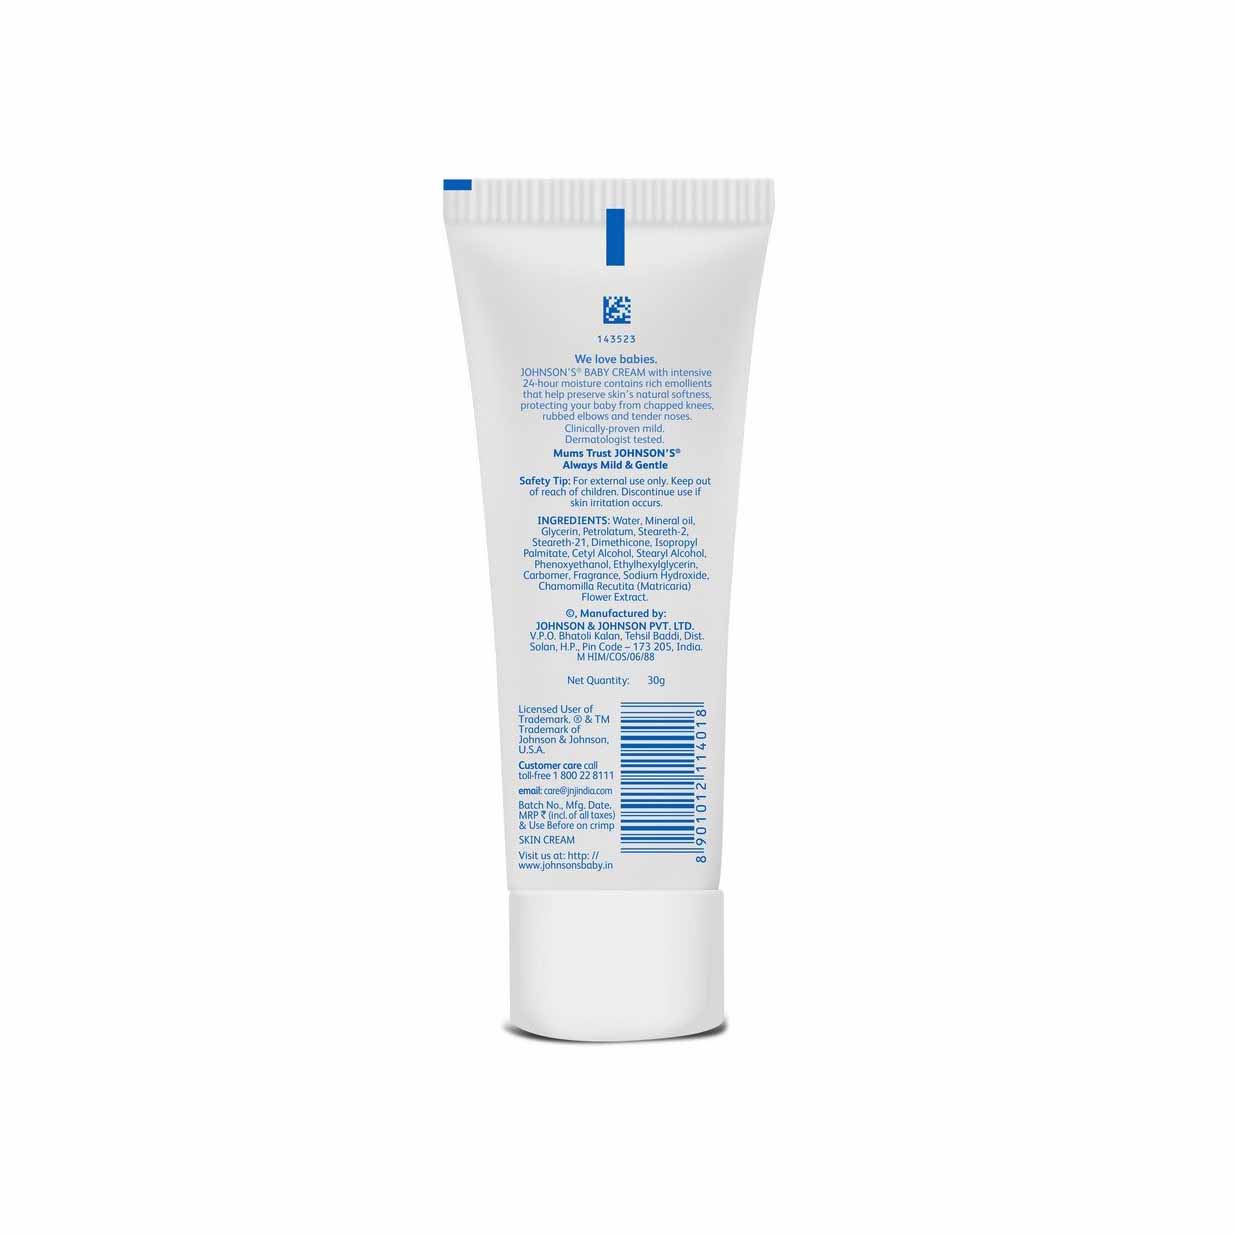 143523
We love babies.
JOHNSON'S® BABY CREAM with intensive
24-hour moisture contains rich emollients
that help preserve skin's natural softness,
protecting your baby from chapped knees,
rubbed elbows and tender noses.
Clinically-proven mild.
Dermatologist tested.
Mums Trust JOHNSON'S®
Always Mild & Gentle
Safety Tip: For external use only. Keep out
of reach of children. Discontinue use if
skin irritation occurs.
INGREDIENTS: Water, Mineral oil,
Glycerin, Petrolatum, Steareth-2,
Steareth-21, Dimethicone, Isopropyl
Palmitate, Cetyl Alcohol, Stearyl Alcohol,
Phenoxyethanol, Ethylhexylglycerin,
Carbomer, Fragrance, Sodium Hydroxide,
Chamomilla Recutita (Matricaria)
Flower Extract.
©, Manufactured by:
JOHNSON & JOHNSON PVT. LTD.
V.P.O. Bhatoli Kalan, Tehsil Baddi, Dist.
Solan, H.P., Pin Code – 173 205, India.
M HIM/COS/06/88
Net Quantity: 30g
Licensed User of
Trademark. ® & TM
Trademark of
Johnson & Johnson,
U.S.A.
Customer care call
toll-free 1 800 22 8111
email: care@jnjindia.com
Batch No., Mfg. Date,
MRP ₹ (incl. of all taxes)
& Use Before on crimp
SKIN CREAM
Visit us at: http: //
www.johnsonsbaby.in
8 901012 114018